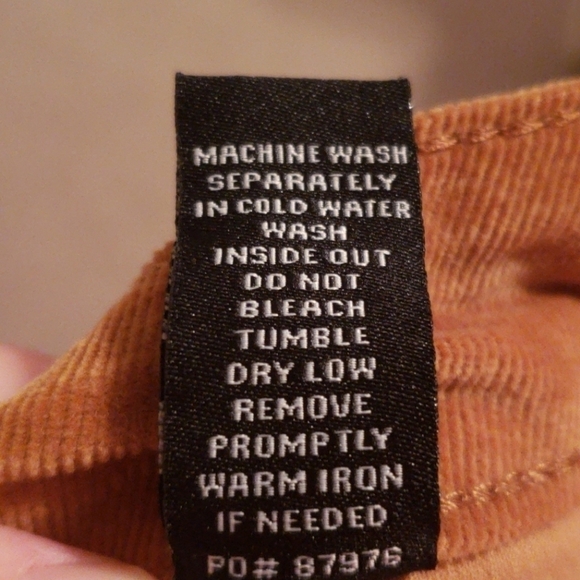 MACHINE WASH
SEPARATELY
IN COLD WATER
WASH
INSIDE OUT
DO NOT
BLEACH
TUMBLE
DRY LOW
REMOVE
PROMPTLY
WARM IRON
IF NEEDED
PO# 87976